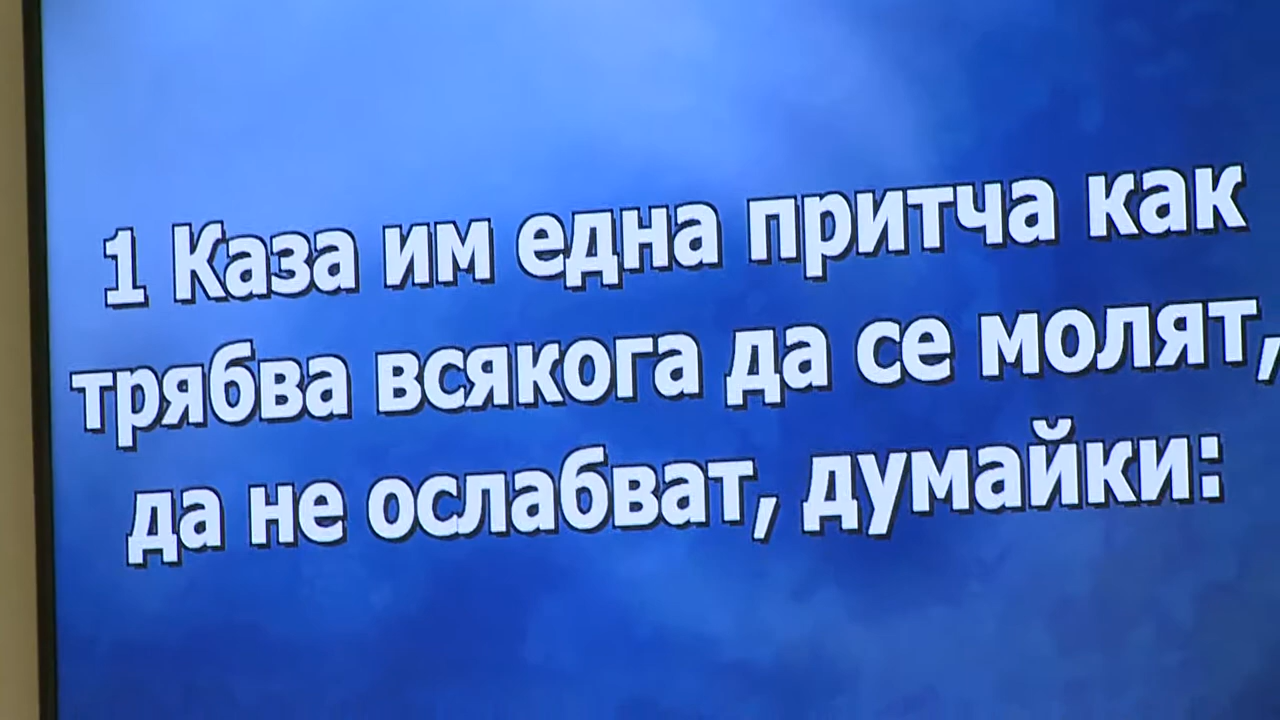 1 Каза им една притча как
трябва всякога да се молят,
да не ослабват, думайки: